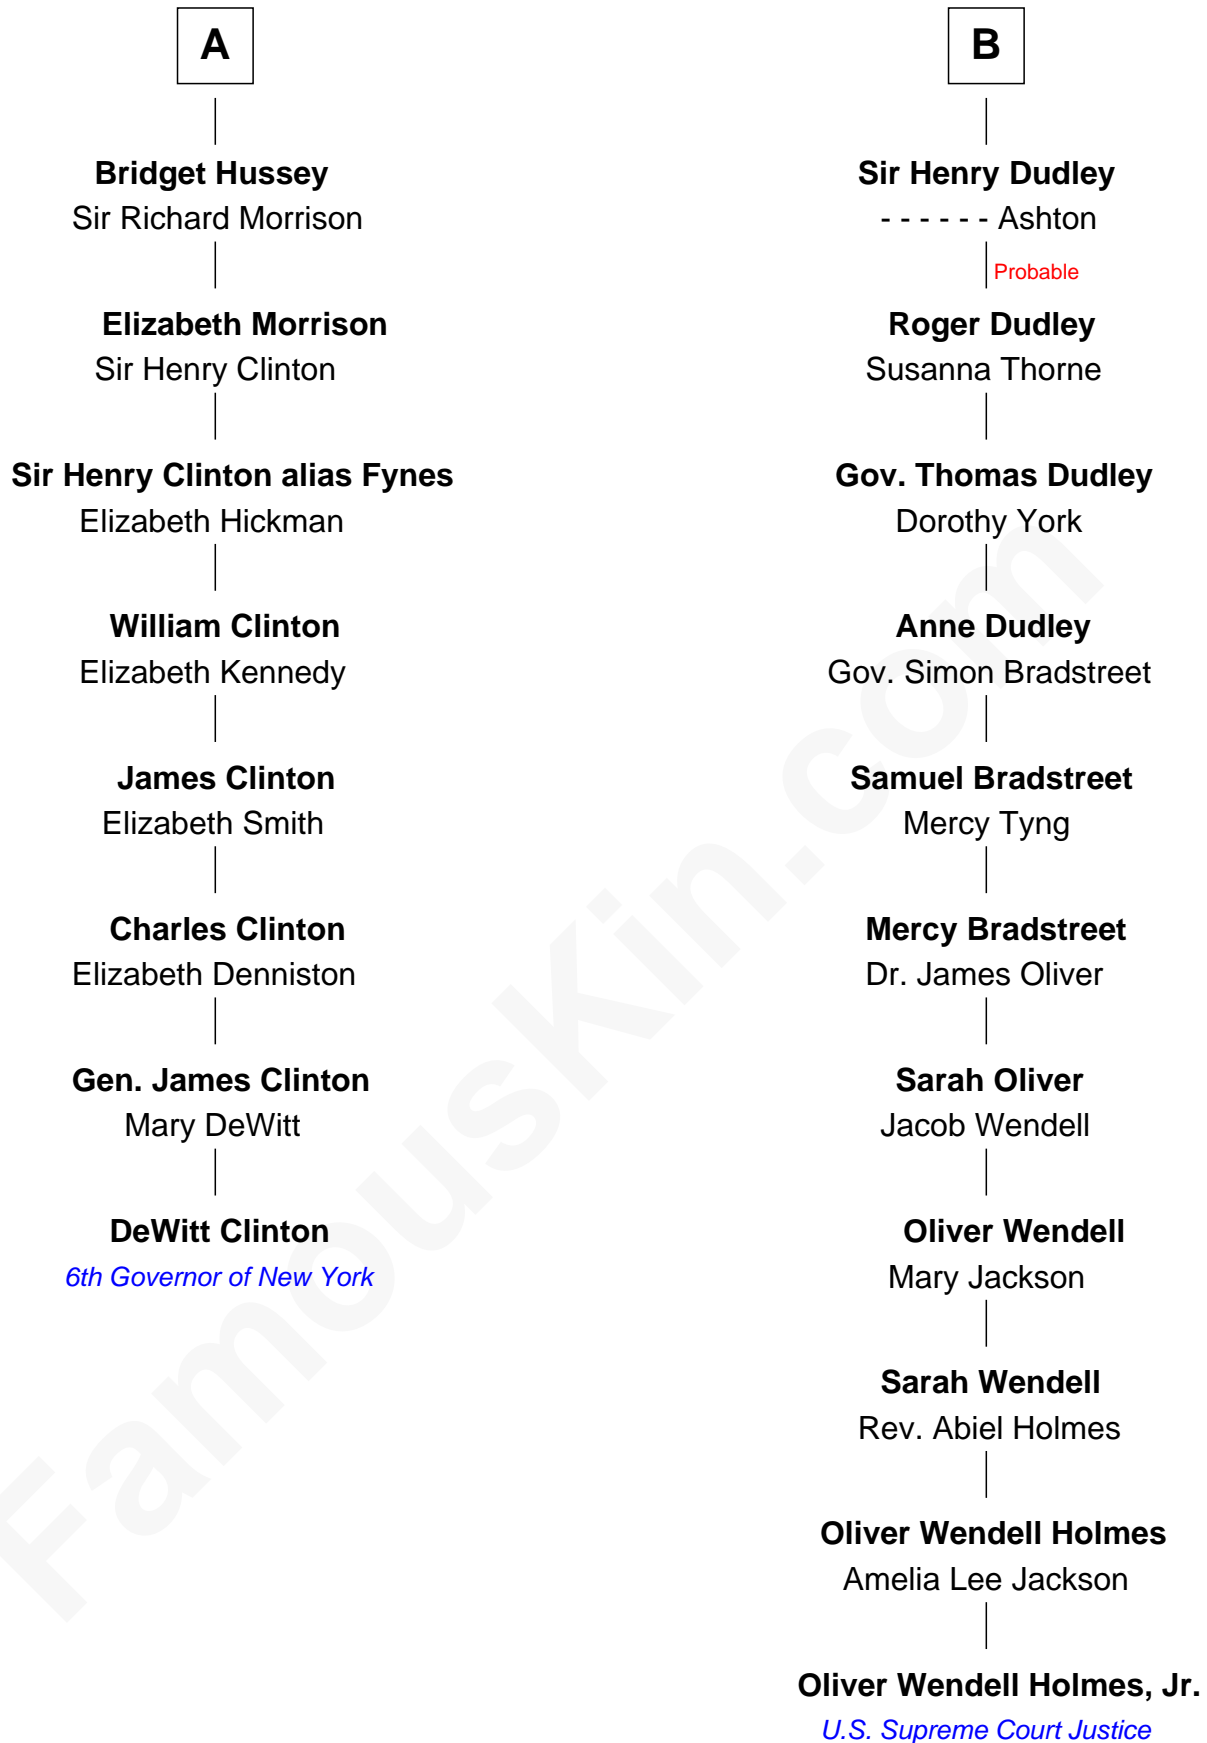 A
Bridget Hussey
Sir Richard Morrison
Elizabeth Morrison
Sir Henry Clinton
Sir Henry Clinton alias Fynes
Elizabeth Hickman
William Clinton
Elizabeth Kennedy
James Clinton
Elizabeth Smith
Charles Clinton
Elizabeth Denniston
Gen. James Clinton
Mary DeWitt
DeWitt Clinton
6th Governor of New York
B
Sir Henry Dudley
- - - - - - Ashton
Probable
Roger Dudley
Susanna Thorne
Gov. Thomas Dudley
Dorothy York
Anne Dudley
Gov. Simon Bradstreet
Samuel Bradstreet
Mercy Tyng
Mercy Bradstreet
Dr. James Oliver
Sarah Oliver
Jacob Wendell
Oliver Wendell
Mary Jackson
Sarah Wendell
Rev. Abiel Holmes
Oliver Wendell Holmes
Amelia Lee Jackson
Oliver Wendell Holmes, Jr.
U.S. Supreme Court Justice
FamousKin.com